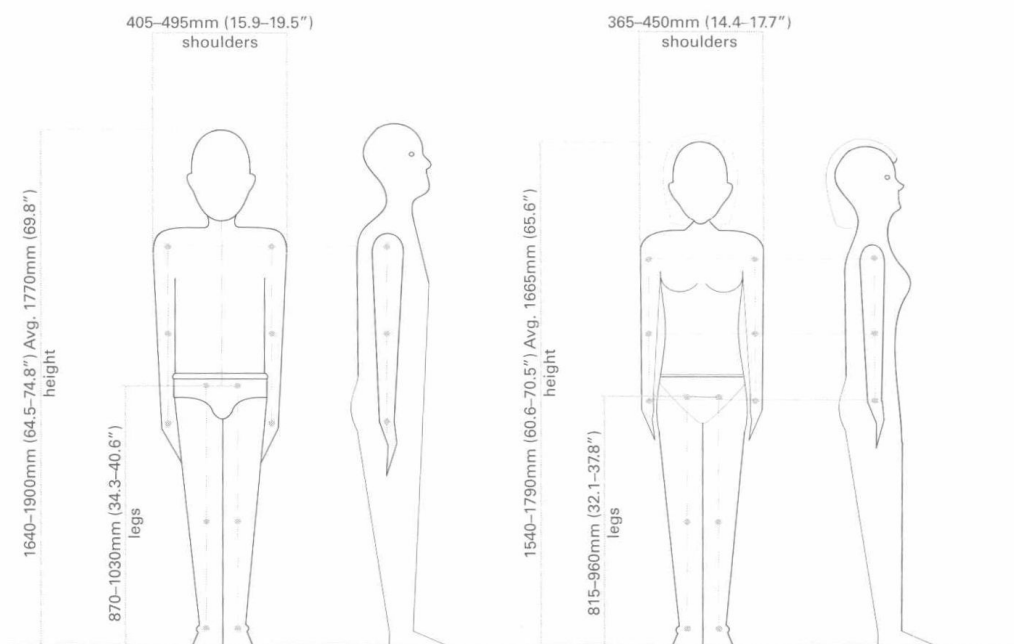 405–495mm (15.9–19.5″)
shoulders
1640–1900mm (64.5–74.8″) Avg. 1770mm (69.8″)
height
870–1030mm (34.3–40.6″)
legs
365–450mm (14.4–17.7″)
shoulders
1540–1790mm (60.6–70.5″) Avg. 1665mm (65.6″)
height
815–960mm (32.1–37.8″)
legs